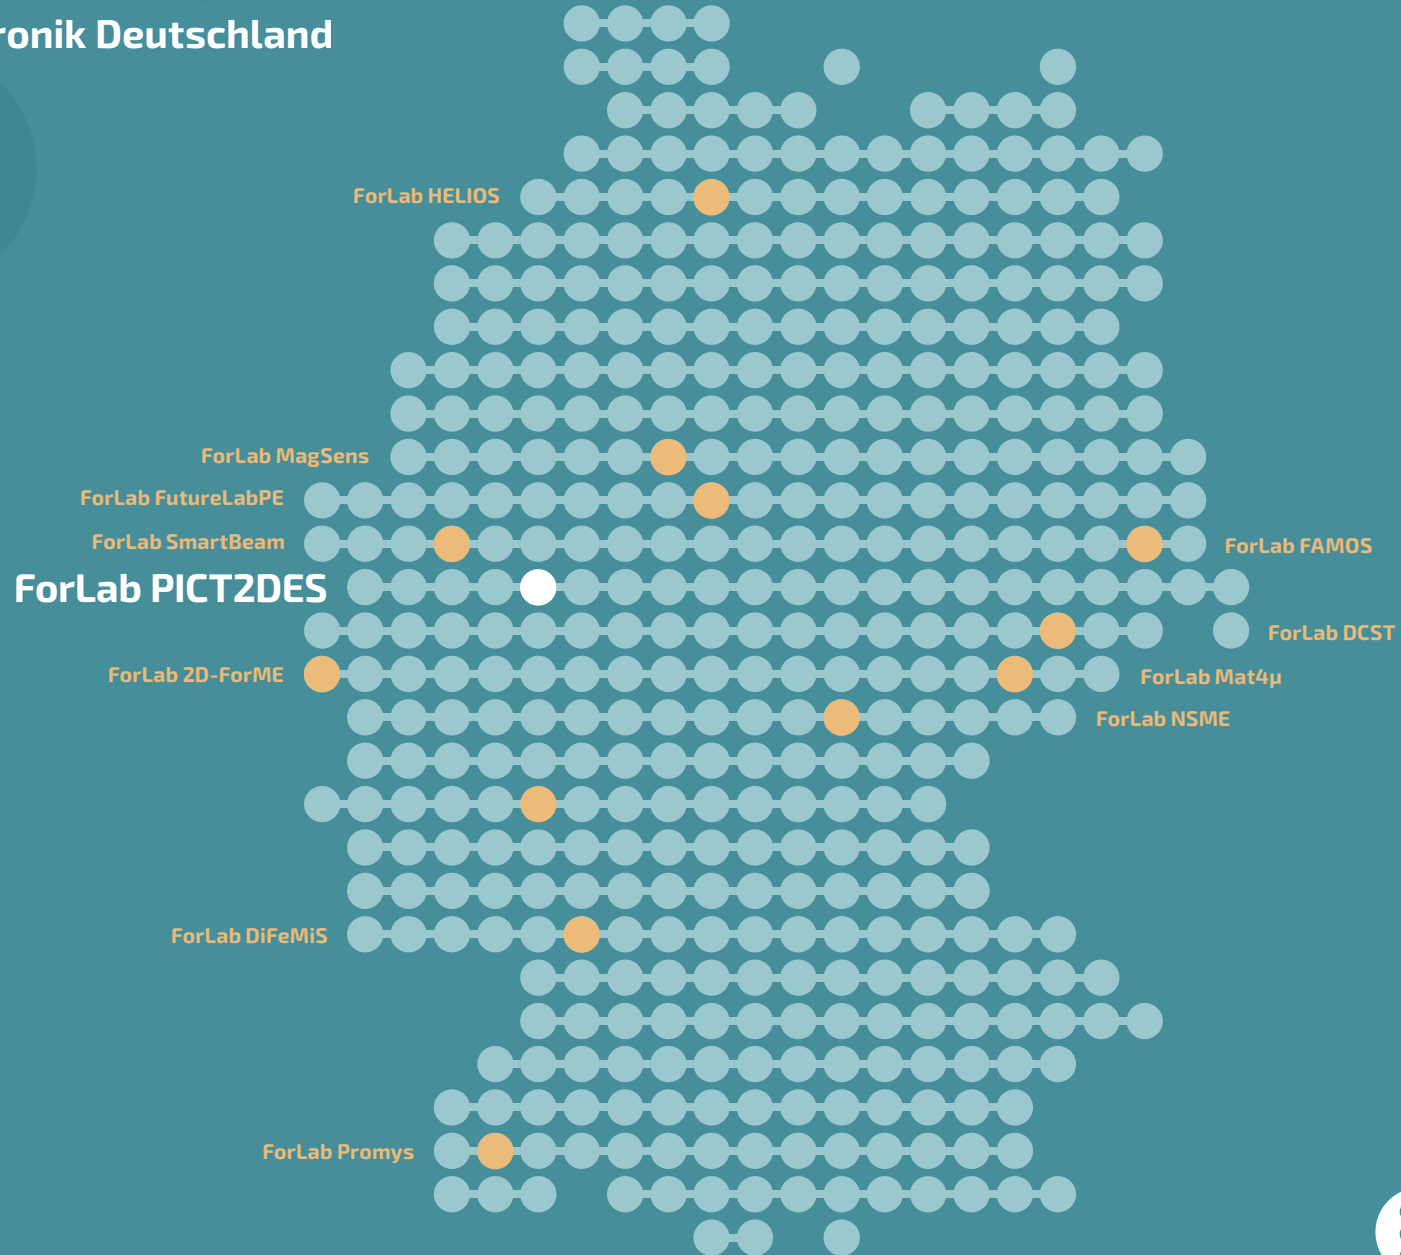 ronik Deutschland
ForLab HELIOS
ForLab MagSens
ForLab FutureLabPE
ForLab SmartBeam
ForLab FAMOS
ForLab PICT2DES
ForLab DCST
ForLab 2D-ForME
ForLab Mat4µ
ForLab NSME
ForLab DiFeMiS
ForLab Promys